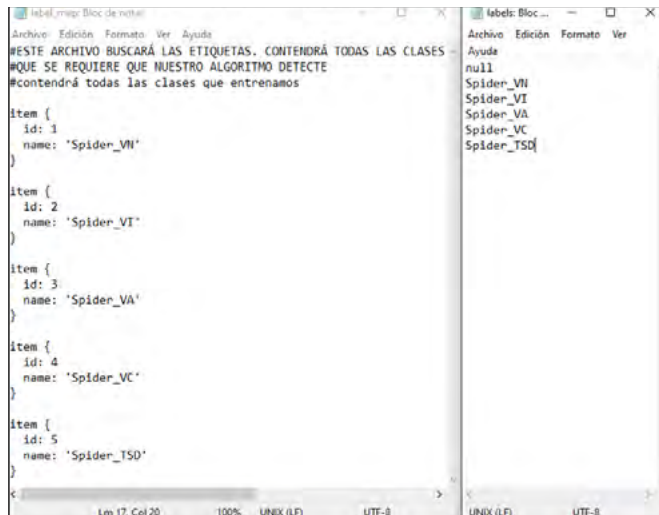 label_map: Bloc de notas
Archivo Edición Formato Ver Ayuda
#ESTE ARCHIVO BUSCARÁ LAS ETIQUETAS. CONTENDRÁ TODAS LAS CLASES
#QUE SE REQUIERE QUE NUESTRO ALGORITMO DETECTE
#contendrá todas las clases que entrenamos
item {
id: 1
name: 'Spider_VN'
}
item {
id: 2
name: 'Spider_VI'
}
item {
id: 3
name: 'Spider_VA'
}
item {
id: 4
name: 'Spider_VC'
}
item {
id: 5
name: 'Spider_TSD'
}
Lm 17, Col 20 100% UNIX (LF) UTF-8
labels: Bloc ...
Archivo Edición Formato Ver
Ayuda
null
Spider_VN
Spider_VI
Spider_VA
Spider_VC
Spider_TSD
UNIX (LF) UTF-8